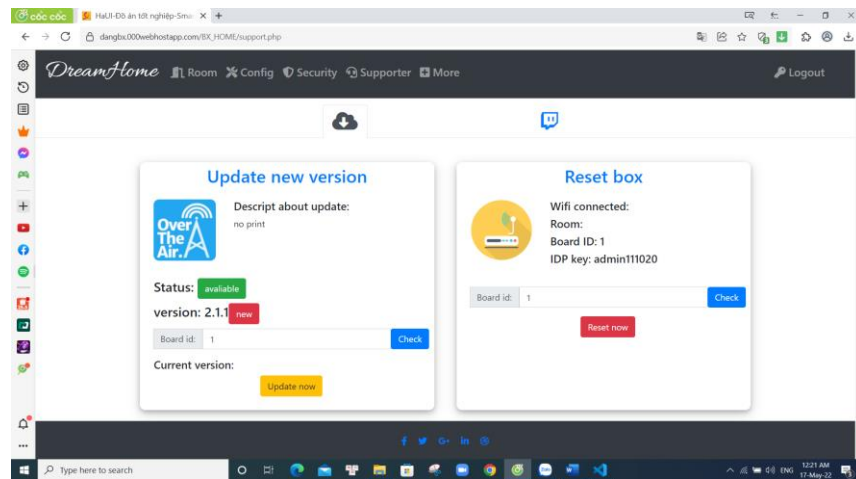 cốc cốc
HaUI-Đồ án tốt nghiệp-Sma
dangbx.000webhostapp.com/BX_HOME/support.php
DreamHome Room Config Security Supporter More Logout
Update new version
Over
The
Air.
Descript about update:
no print
Status: avaliable
version: 2.1.1 new
Board id: 1 Check
Current version:
Update now
Reset box
Wifi connected:
Room:
Board ID: 1
IDP key: admin111020
Board id: 1 Check
Reset now
Type here to search
ENG
12:21 AM
17-May-22